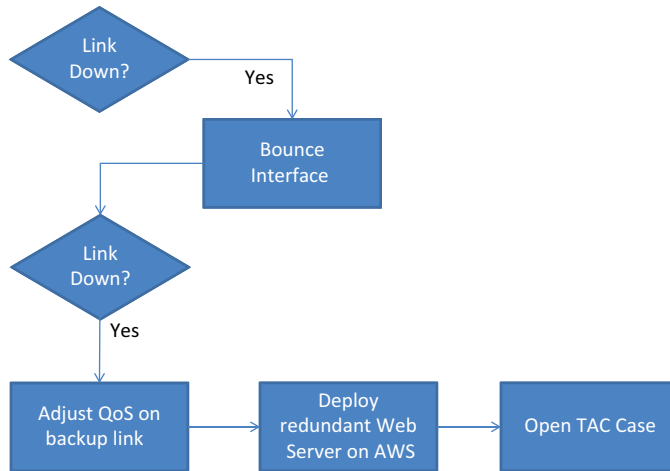 Link
Down?
Yes
Bounce
Interface
Link
Down?
Yes
Adjust QoS on
backup link
Deploy
redundant Web
Server on AWS
Open TAC Case